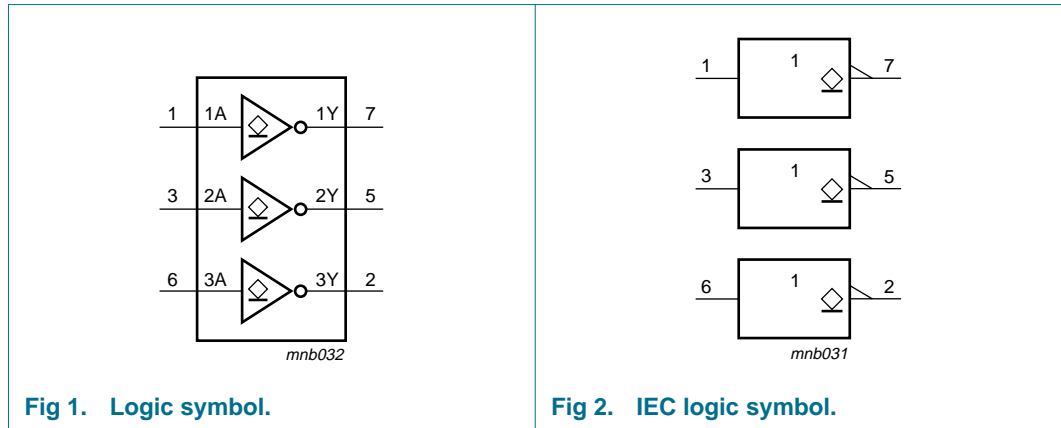 1 1A 1Y 7
3 2A 2Y 5
6 3A 3Y 2
mnb032
Fig 1. Logic symbol.
1 1 7
3 1 5
6 1 2
mnb031
Fig 2. IEC logic symbol.